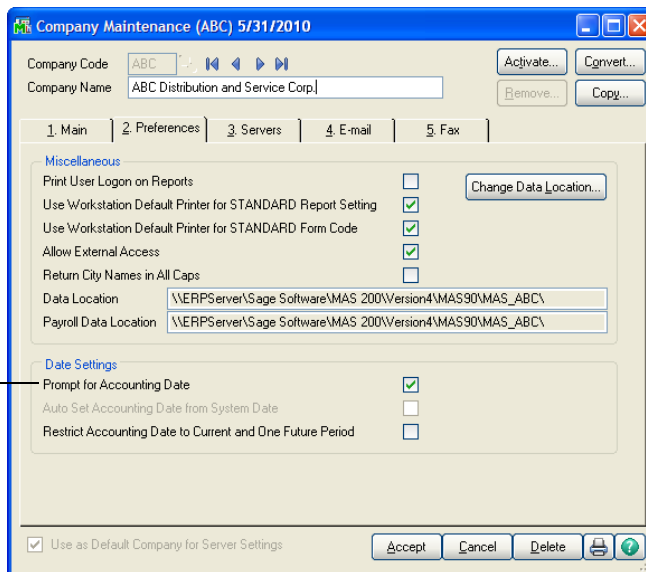 Company Maintenance (ABC) 5/31/2010
Company Code ABC
Activate... Convert...
Company Name ABC Distribution and Service Corp.
Remove... Copy...
1. Main 2. Preferences 3. Servers 4. E-mail 5. Fax
Miscellaneous
Print User Logon on Reports
Change Data Location...
Use Workstation Default Printer for STANDARD Report Setting
Use Workstation Default Printer for STANDARD Form Code
Allow External Access
Return City Names in All Caps
Data Location \\ERPServer\Sage Software\MAS 200\Version4\MAS90\MAS_ABC\
Payroll Data Location \\ERPServer\Sage Software\MAS 200\Version4\MAS90\MAS_ABC\
Date Settings
Prompt for Accounting Date
Auto Set Accounting Date from System Date
Restrict Accounting Date to Current and One Future Period
Use as Default Company for Server Settings
Accept Cancel Delete